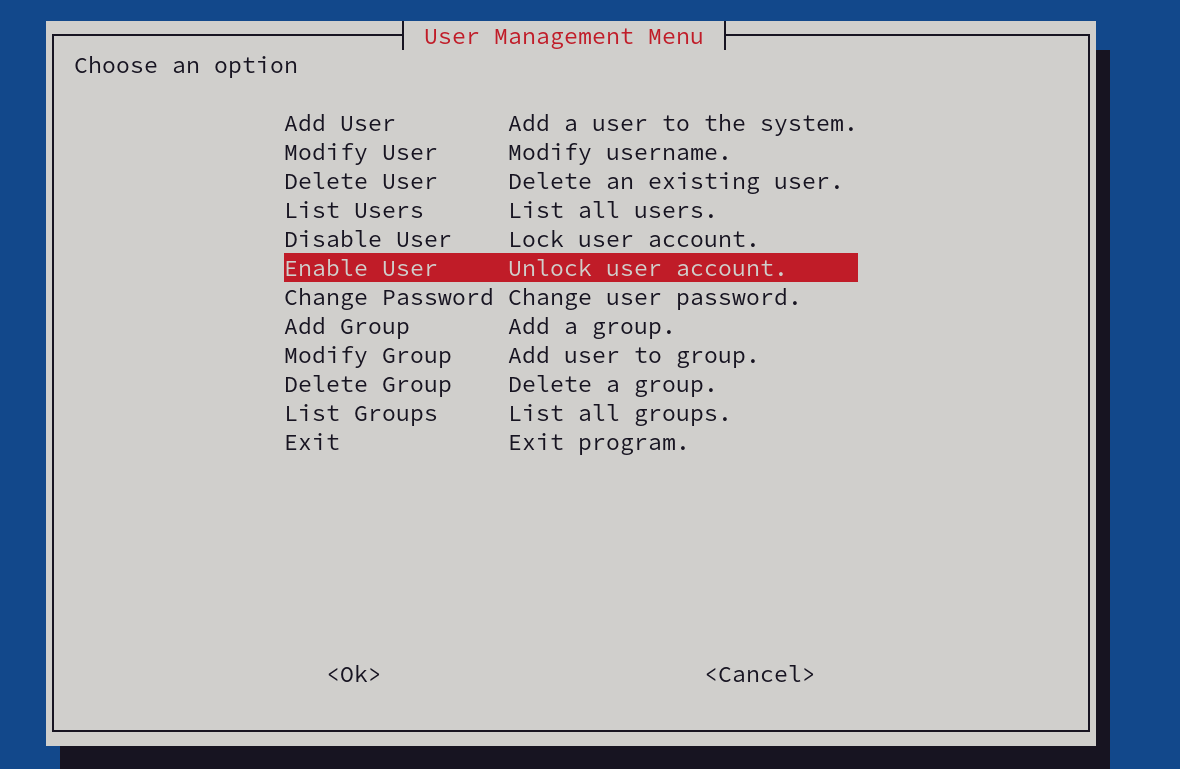 User Management Menu
Choose an option
Add User Add a user to the system.
Modify User Modify username.
Delete User Delete an existing user.
List Users List all users.
Disable User Lock user account.
Enable User Unlock user account.
Change Password Change user password.
Add Group Add a group.
Modify Group Add user to group.
Delete Group Delete a group.
List Groups List all groups.
Exit Exit program.
<Ok> <Cancel>